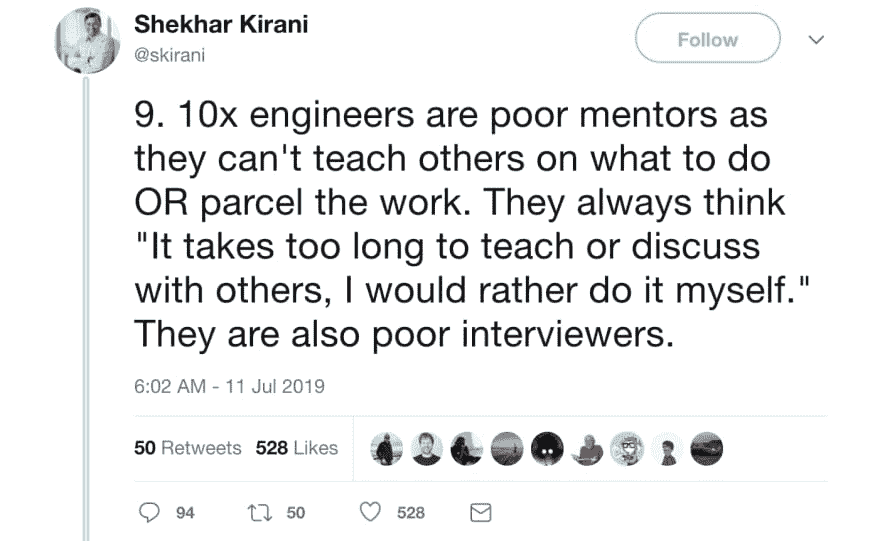 Shekhar Kirani
@skirani
Follow
9. 10x engineers are poor mentors as
they can't teach others on what to do
OR parcel the work. They always think
"It takes too long to teach or discuss
with others, I would rather do it myself."
They are also poor interviewers.
6:02 AM - 11 Jul 2019
50 Retweets 528 Likes
94 50 528